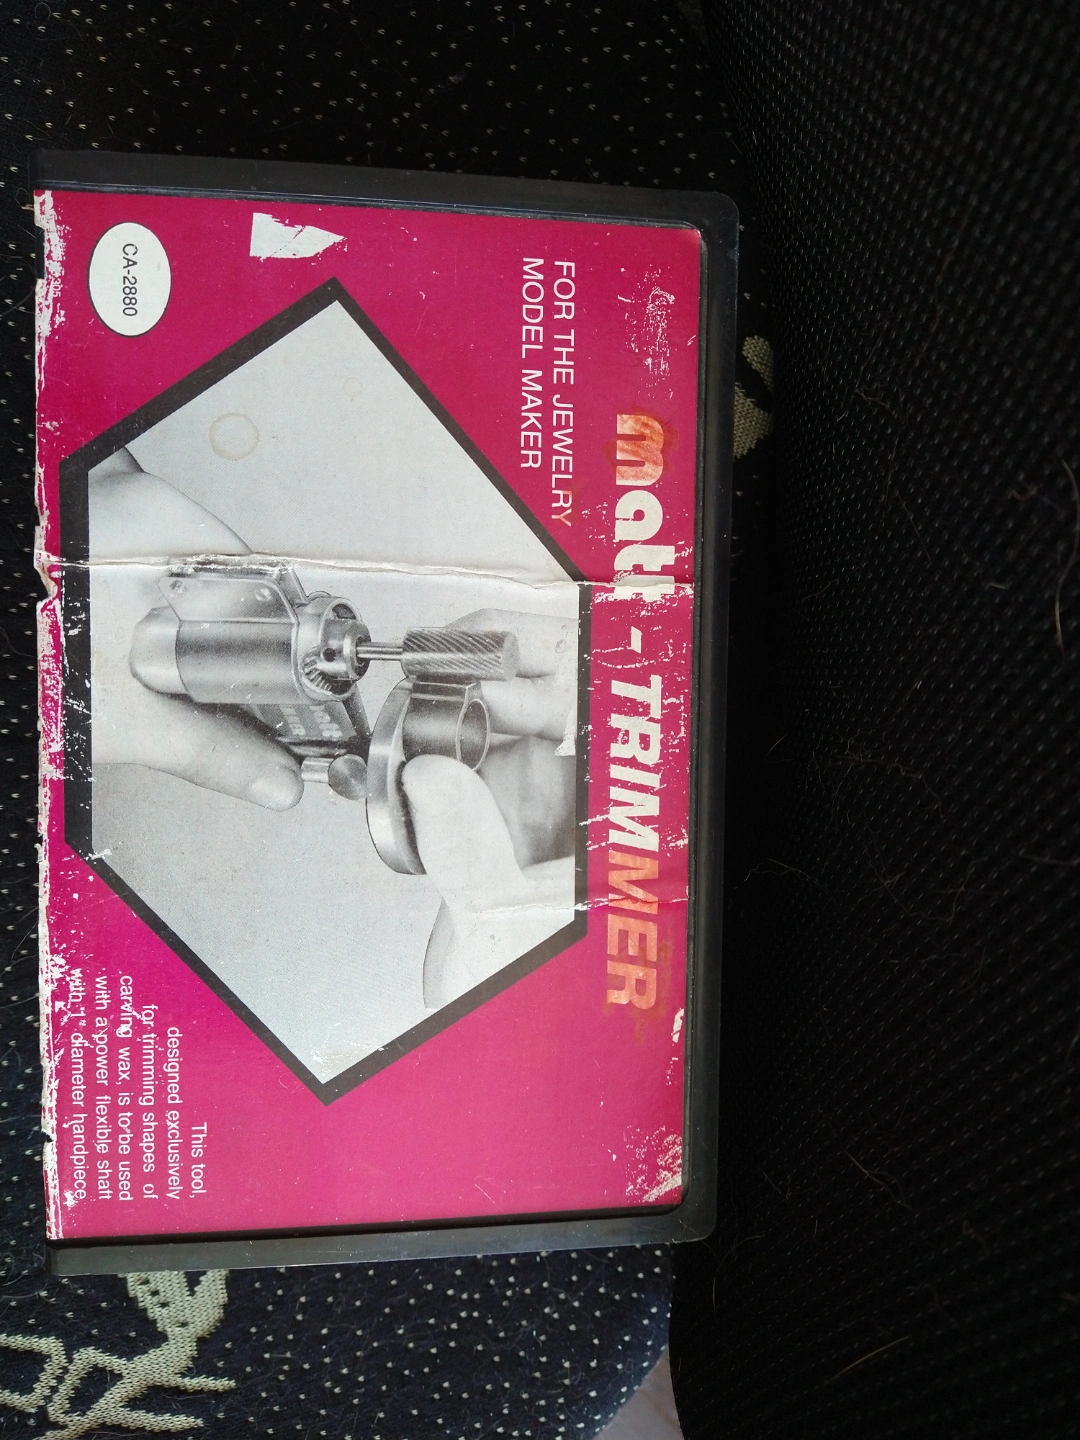 matt - TRIMMER
FOR THE JEWELRY
MODEL MAKER
This tool,
designed exclusively
for trimming shapes of
carving wax, is to be used
with a power flexible shaft
with 1" diameter handpiece.
CA-2880